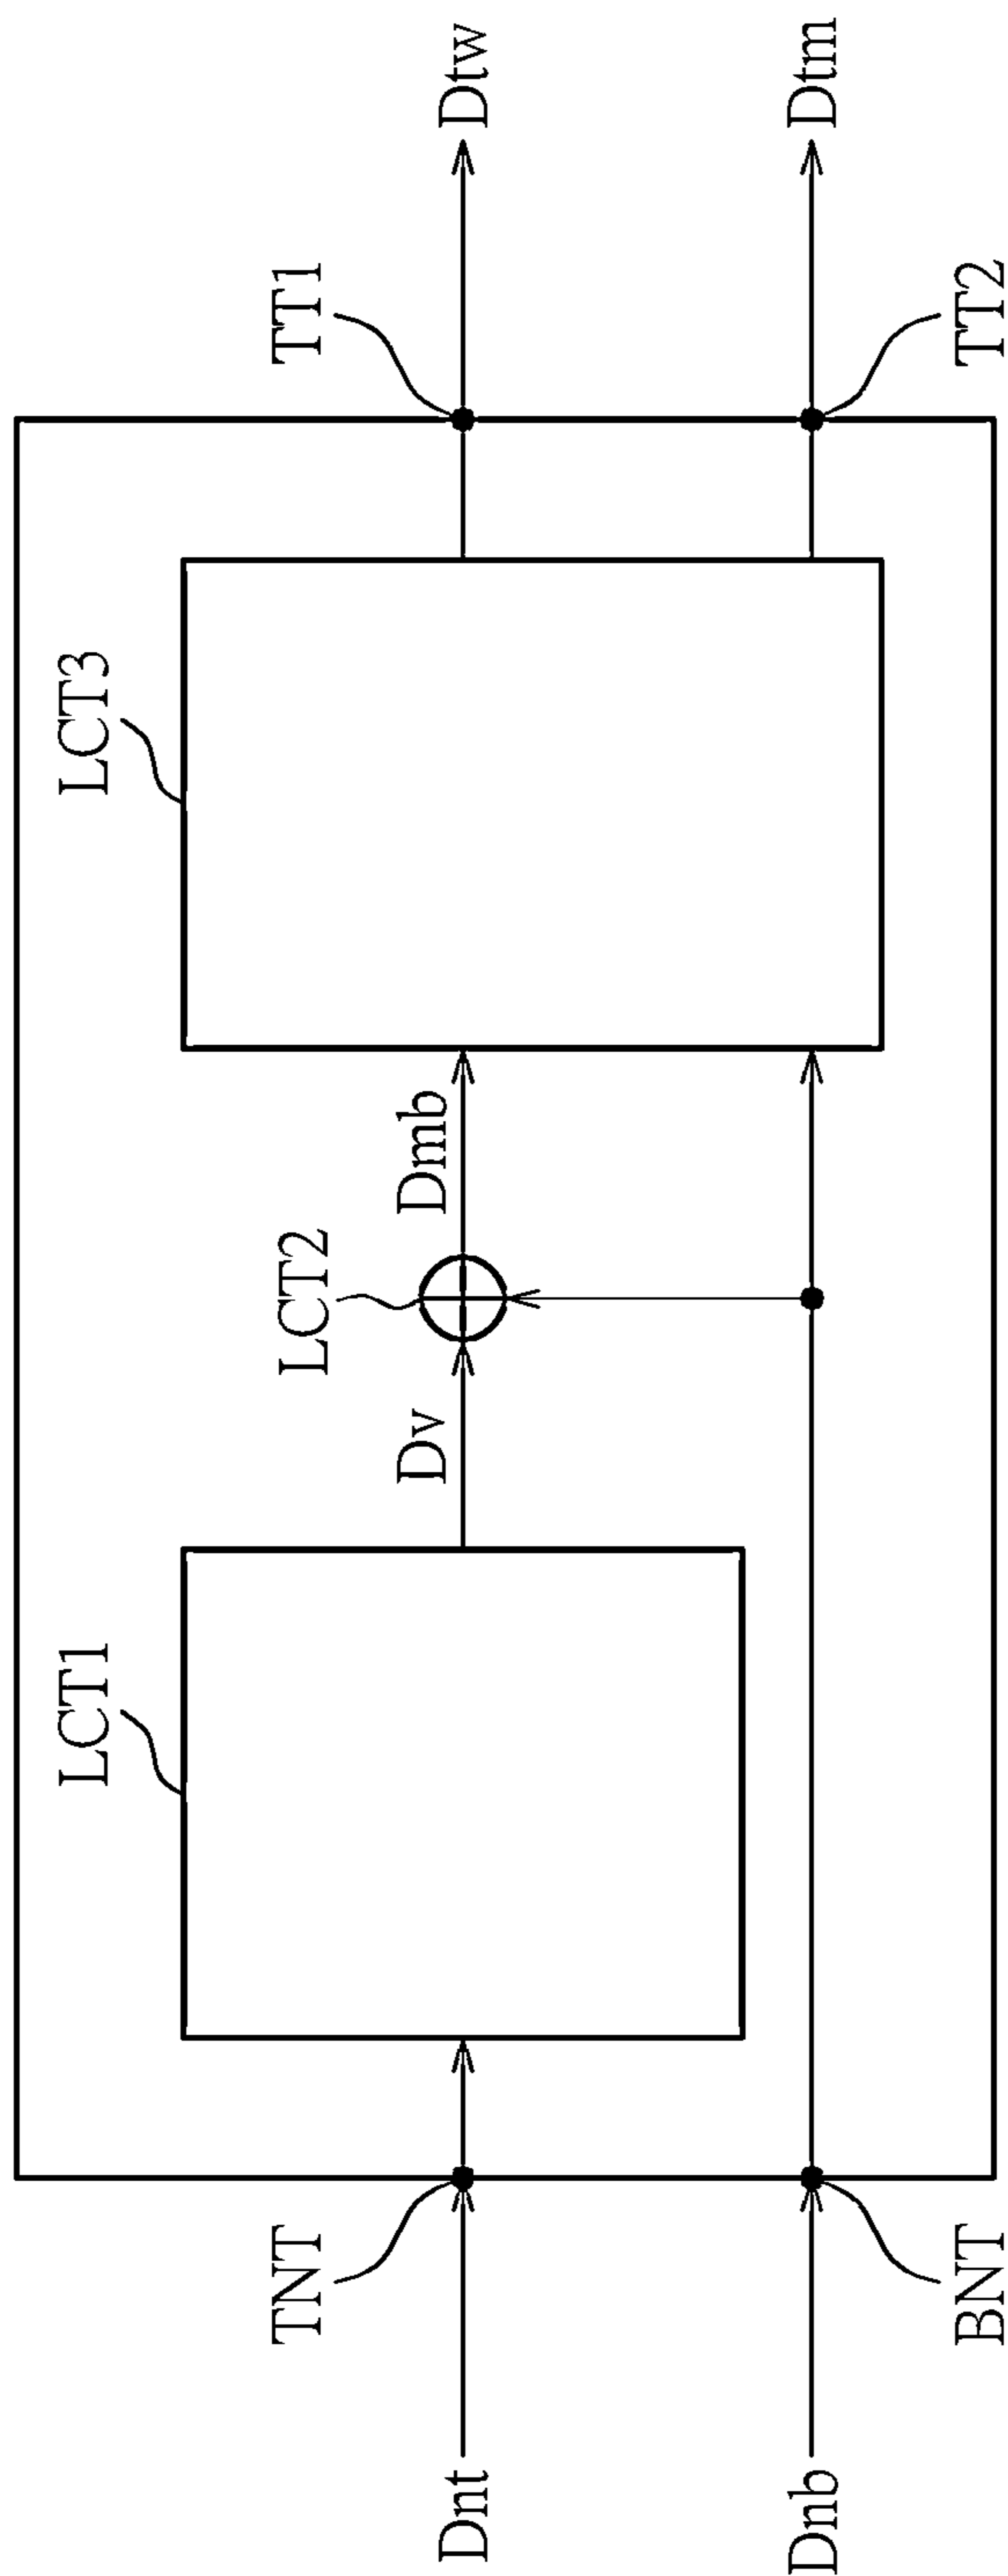 LCT1
LCT3
TNT
LCT2
TT1
Dnt
Dv
Dmb
Dtw
Dnb
Dtm
BNT
TT2